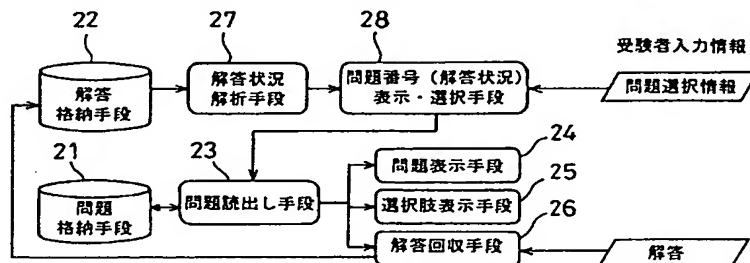 22
27
28
受験者入力情報
解答
格納手段
解答状況
解析手段
問題番号（解答状況）
表示・選択手段
問題選択情報
21
23
24
問題表示手段
問題
格納手段
問題読出し手段
25
選択肢表示手段
26
解答回収手段
解答